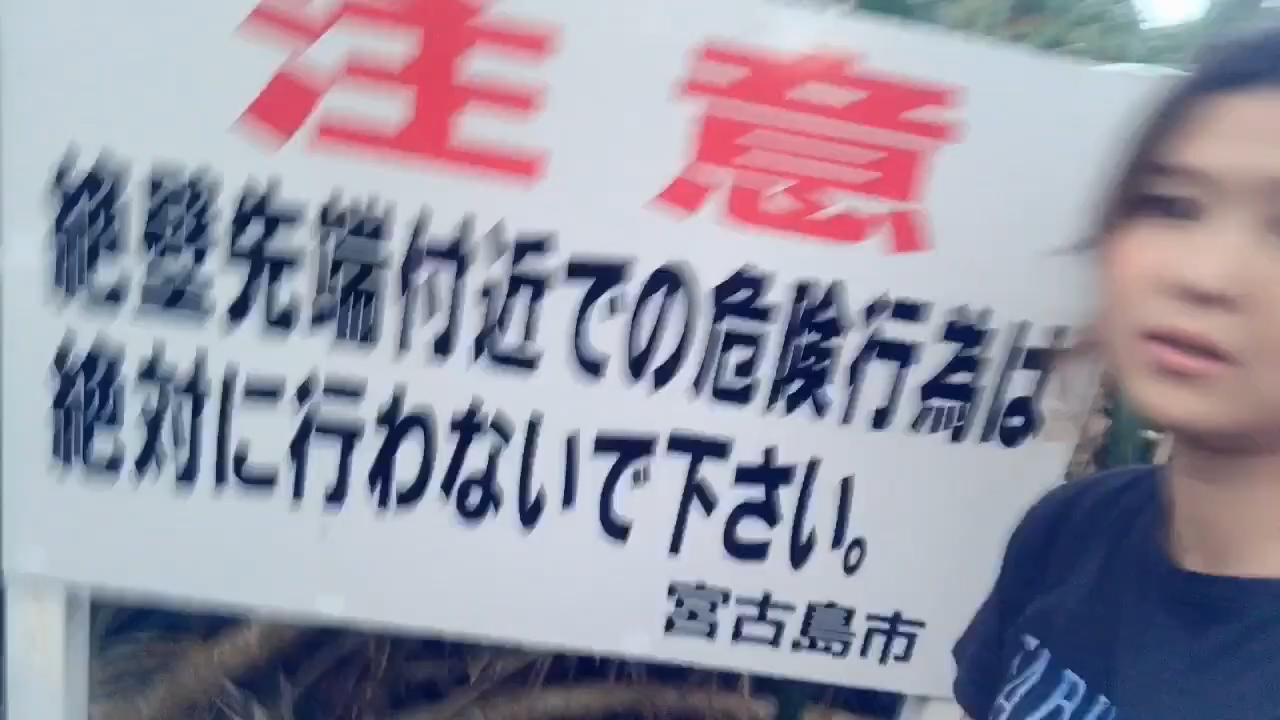 注意
絶壁先端付近での危険行為は
絶対に行わないで下さい。
宮古島市